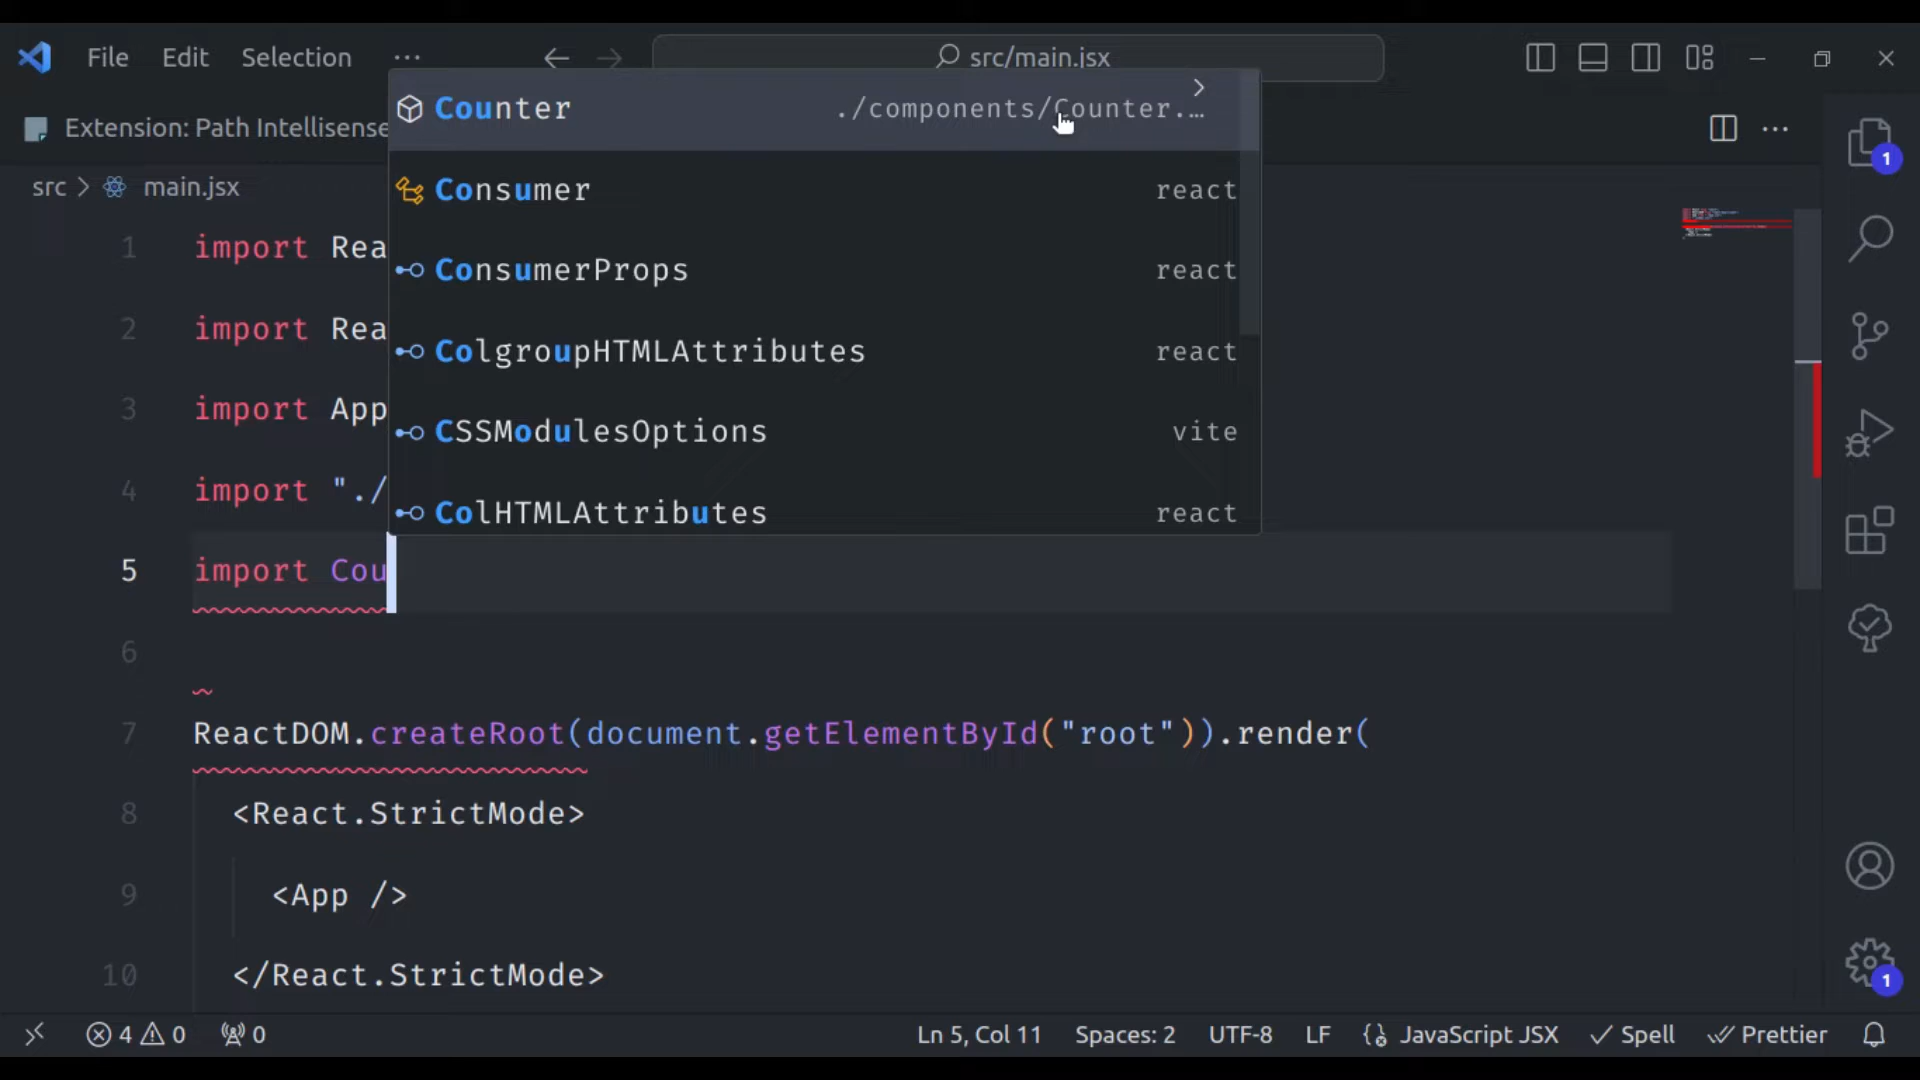 File Edit Selection ··· src/main.jsx
Counter ./components/Counter.…
Extension: Path Intellisense ···
1
src > main.jsx
Consumer react
1 import Rea
ConsumerProps react
2 import Rea
ColgroupHTMLAttributes react
3 import App
CSSModulesOptions vite
4 import "./
ColHTMLAttributes react
5 import Cou
6
7 ReactDOM.createRoot(document.getElementById("root")).render(
8 <React.StrictMode>
9 <App />
10 </React.StrictMode>
1
4 0 0 Ln 5, Col 11 Spaces: 2 UTF-8 LF JavaScript JSX Spell Prettier